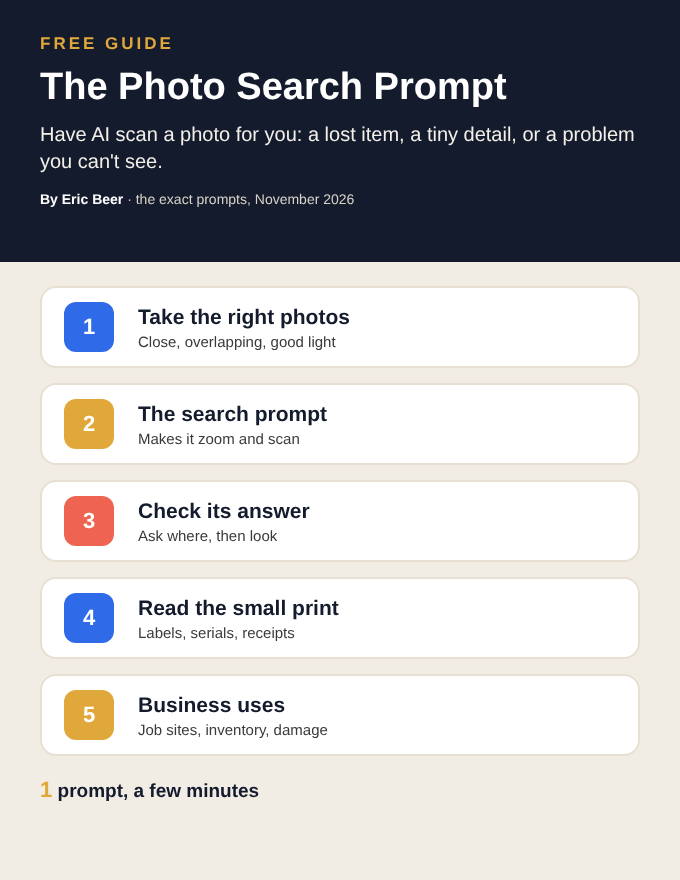 FREE GUIDE
The Photo Search Prompt
Have AI scan a photo for you: a lost item, a tiny detail, or a problem
you can't see.
By Eric Beer · the exact prompts, November 2026
1
Take the right photos
Close, overlapping, good light
2
The search prompt
Makes it zoom and scan
3
Check its answer
Ask where, then look
4
Read the small print
Labels, serials, receipts
5
Business uses
Job sites, inventory, damage
1 prompt, a few minutes